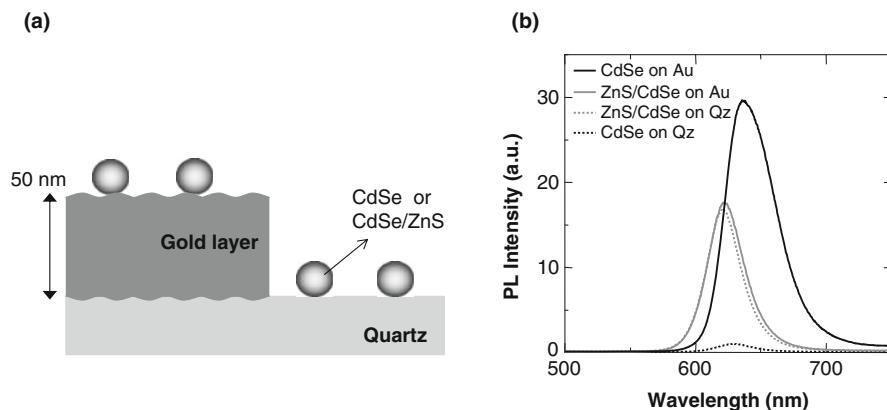 (a)
50 nm
CdSe or
CdSe/ZnS
Gold layer
Quartz
(b)
CdSe on Au
ZnS/CdSe on Au
ZnS/CdSe on Qz
CdSe on Qz
PL Intensity (a.u.)
30
20
10
0
500
600
700
Wavelength (nm)